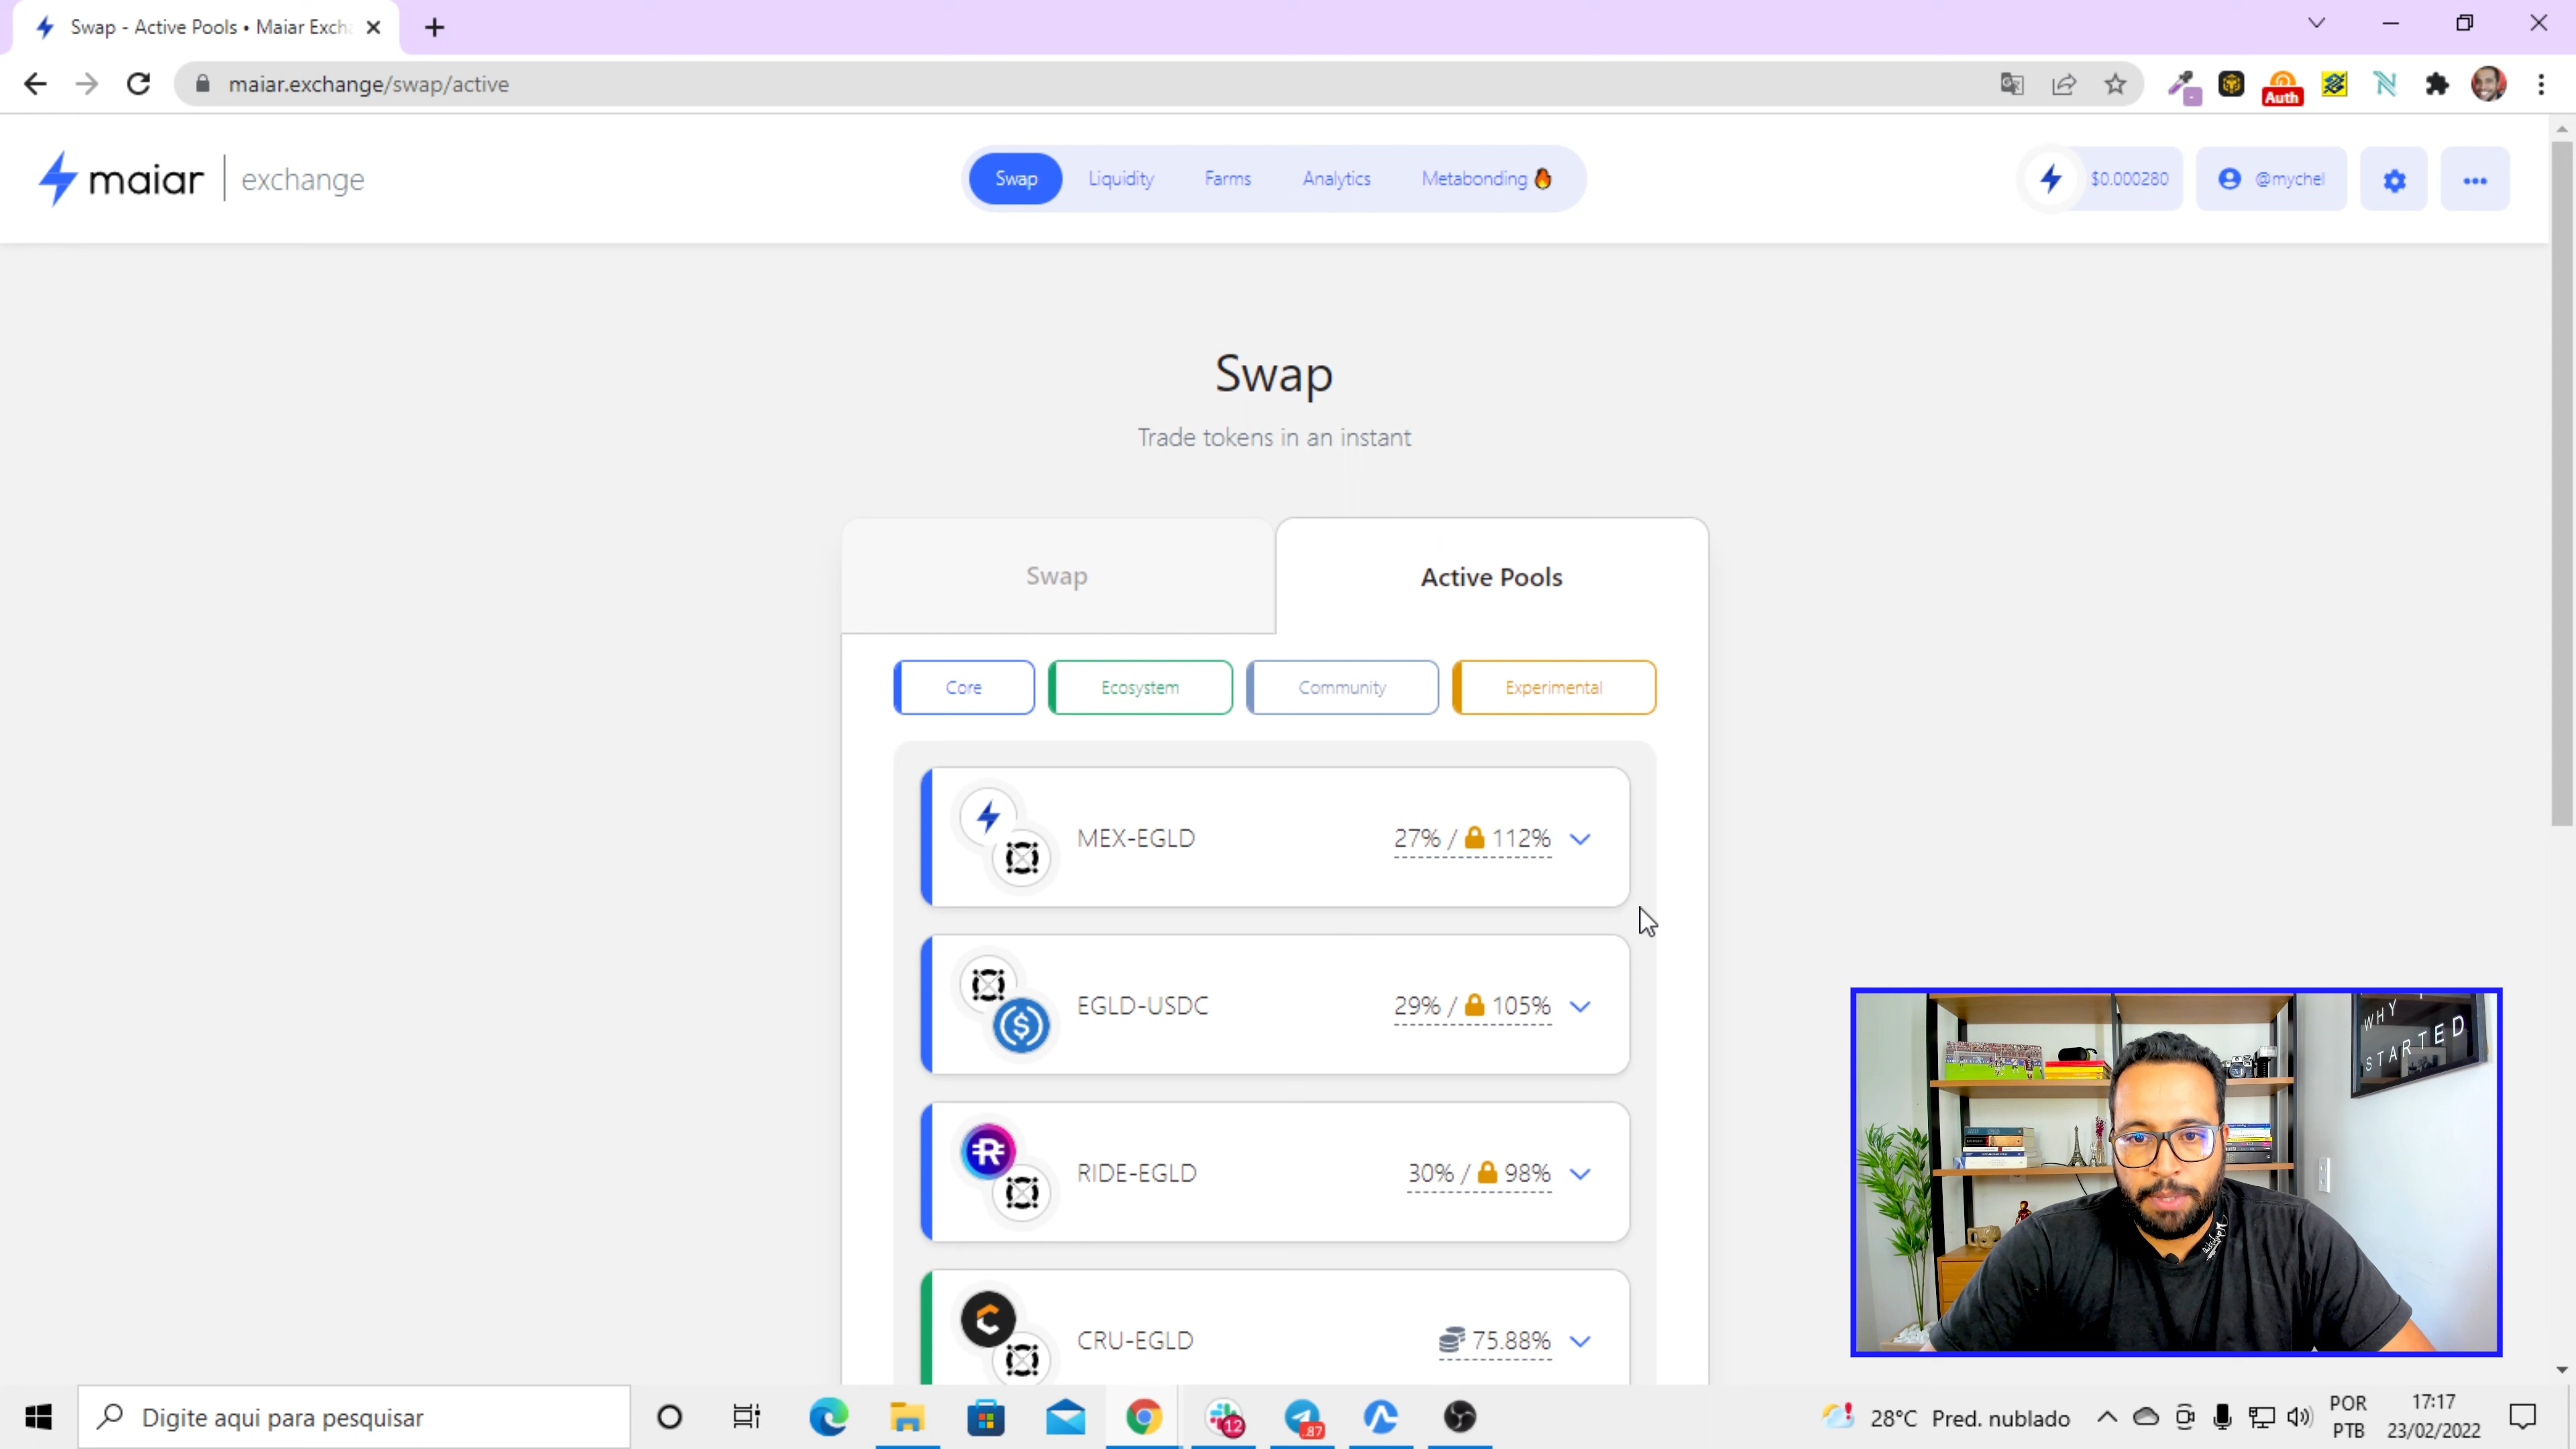 Swap - Active Pools • Maiar Exch
maiar.exchange/swap/active
Auth
maiar | exchange
Swap
Liquidity
Farms
Analytics
Metabonding 🔥
$0.000280
@mychel
Swap
Trade tokens in an instant
Swap
Active Pools
Core
Ecosystem
Community
Experimental
MEX-EGLD
27% / 112%
EGLD-USDC
29% / 105%
RIDE-EGLD
30% / 98%
CRU-EGLD
75.88%
WHY I
STARTED
Digite aqui para pesquisar
12
.87
28°C Pred. nublado
POR
PTB
17:17
23/02/2022